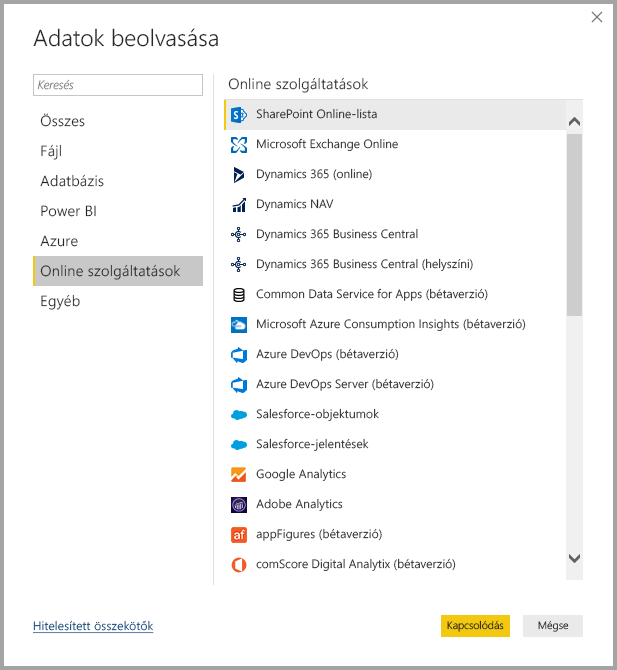 Adatok beolvasása
Keresés
Összes
Fájl
Adatbázis
Power BI
Azure
Online szolgáltatások
Egyéb
Online szolgáltatások
SharePoint Online-lista
Microsoft Exchange Online
Dynamics 365 (online)
Dynamics NAV
Dynamics 365 Business Central
Dynamics 365 Business Central (helyszíni)
Common Data Service for Apps (bétaverzió)
Microsoft Azure Consumption Insights (bétaverzió)
Azure DevOps (bétaverzió)
Azure DevOps Server (bétaverzió)
Salesforce-objektumok
Salesforce-jelentések
Google Analytics
Adobe Analytics
af appFigures (bétaverzió)
comScore Digital Analytix (bétaverzió)
Hitelesített összekötők
Kapcsolódás
Mégse